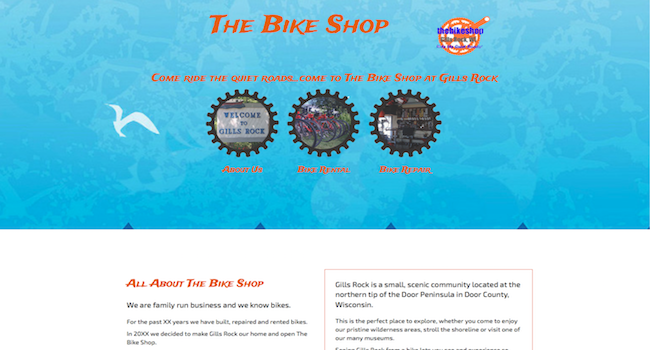 The Bike Shop
thebikeshop
Gills Rock, WI
Come ride the quiet roads...come to The Bike Shop at Gills Rock
WELCOME
TO
GILLS ROCK
About Us
Bike Rental
Bike Repair
All About The Bike Shop
We are family run business and we know bikes.
For the past XX years we have built, repaired and rented bikes.
In 20XX we decided to make Gills Rock our home and open The
Bike Shop.
Gills Rock is a small, scenic community located at the
northern tip of the Door Peninsula in Door County,
Wisconsin.
This is the perfect place to explore, whether you come to enjoy
our pristine wilderness areas, stroll the shoreline or visit one of
our many museums.